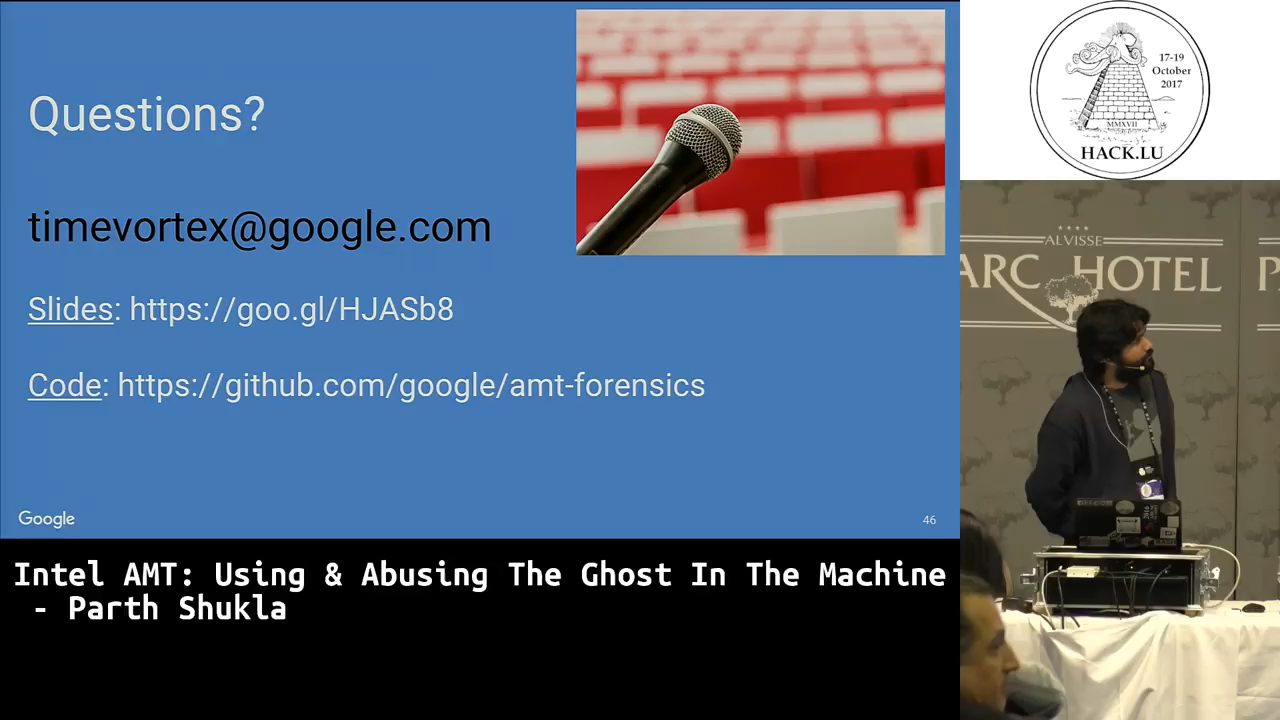 Questions?
timevortex@google.com
Slides: https://goo.gl/HJASb8
Code: https://github.com/google/amt-forensics
Google
46
Intel AMT: Using & Abusing The Ghost In The Machine
- Parth Shukla
17-19
October
2017
MMXVII
HACK.LU
ALVISSE
ARC HOTEL
P